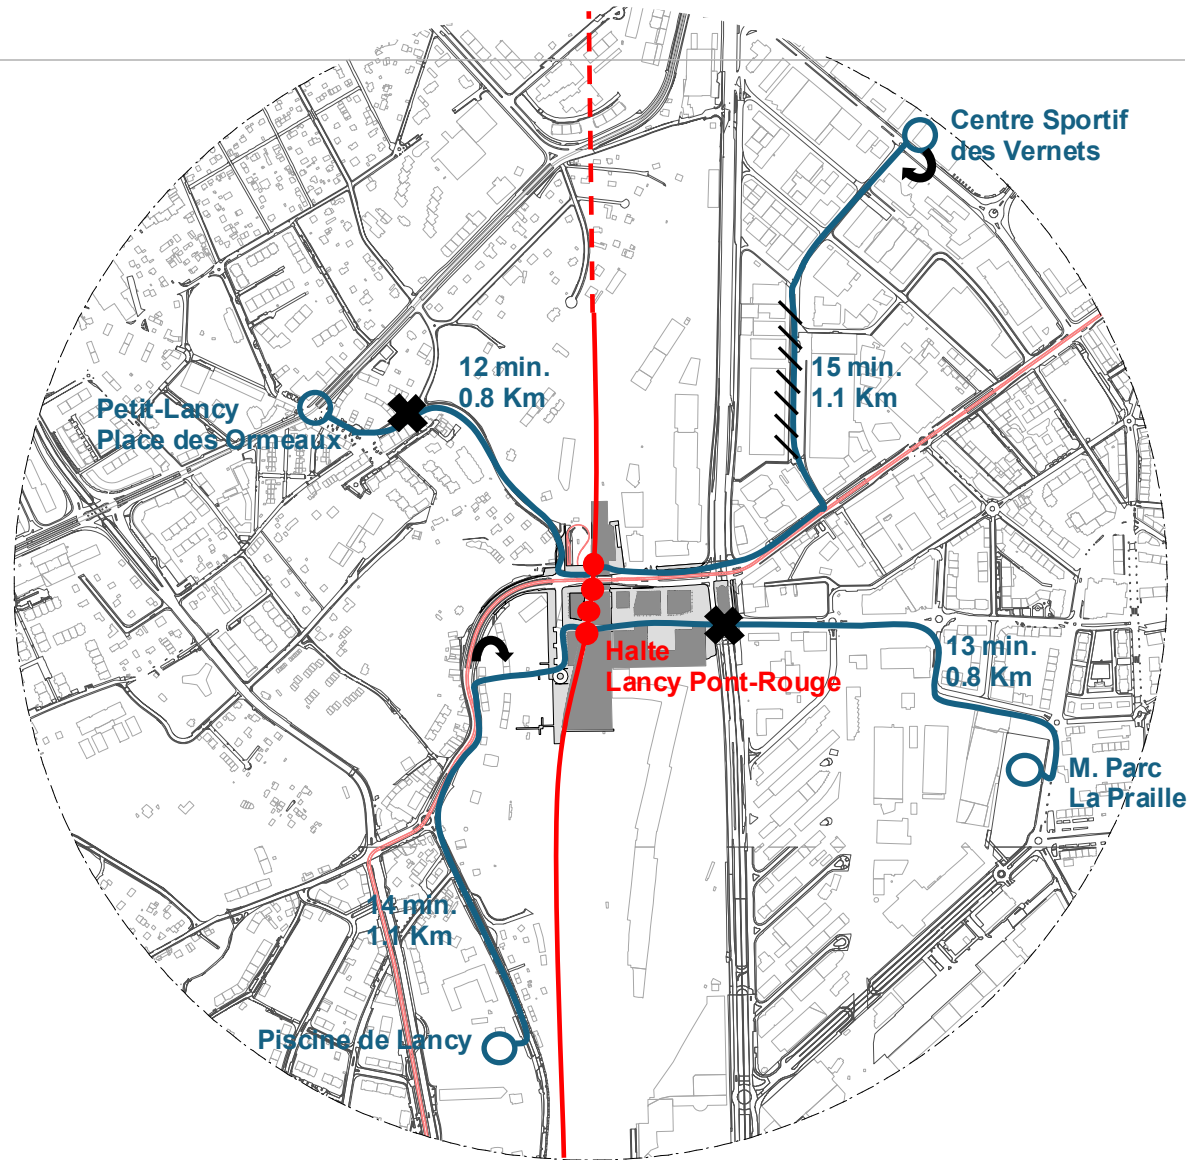 Centre Sportif
des Vernets
12 min.
0.8 Km
15 min.
1.1 Km
Petit-Lancy
Place des Ormeaux
Halte
Lancy Pont-Rouge
13 min.
0.8 Km
M. Parc
La Praille
14 min.
1.1 Km
Piscine de Lancy